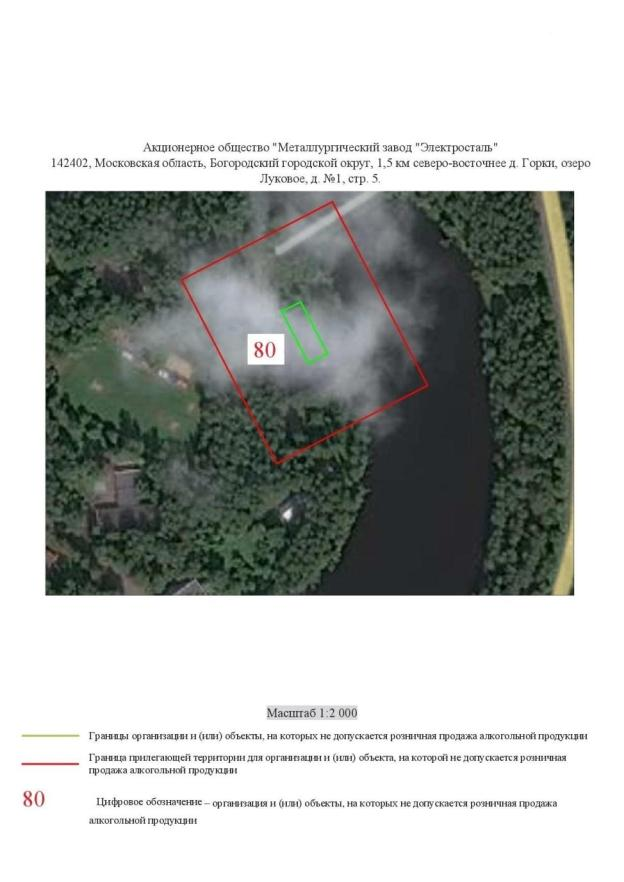 Акционерное общество "Металлургический завод "Электросталь"
142402, Московская область, Богородский городской округ, 1,5 км северо-восточнее д. Горки, озеро
Луковое, д. №1, стр. 5.
80
Масштаб 1:2 000
Границы организации и (или) объекты, на которых не допускается розничная продажа алкогольной продукции
Граница прилегающей территории для организации и (или) объекта, на которой не допускается розничная
продажа алкогольной продукции
80 Цифровое обозначение – организация и (или) объекты, на которых не допускается розничная продажа
алкогольной продукции